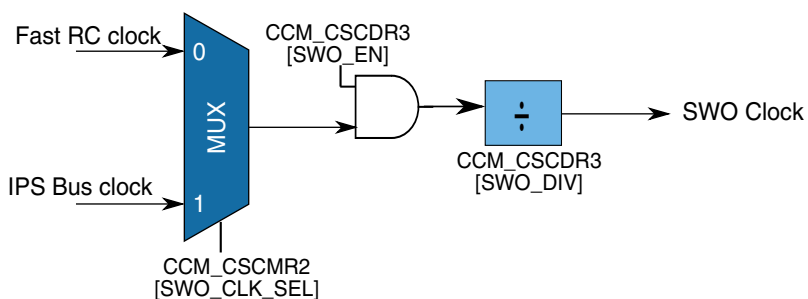 Fast RC clock
0
CCM_CSCDR3
[SWO_EN]
MUX
÷
SWO Clock
CCM_CSCDR3
[SWO_DIV]
IPS Bus clock
1
CCM_CSCMR2
[SWO_CLK_SEL]